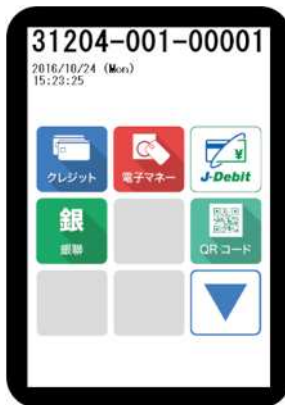 31204-001-00001
2016/10/24 (Mon)
15:23:25
クレジット
電子マネー
J-Debit
銀
銀聯
QRコード